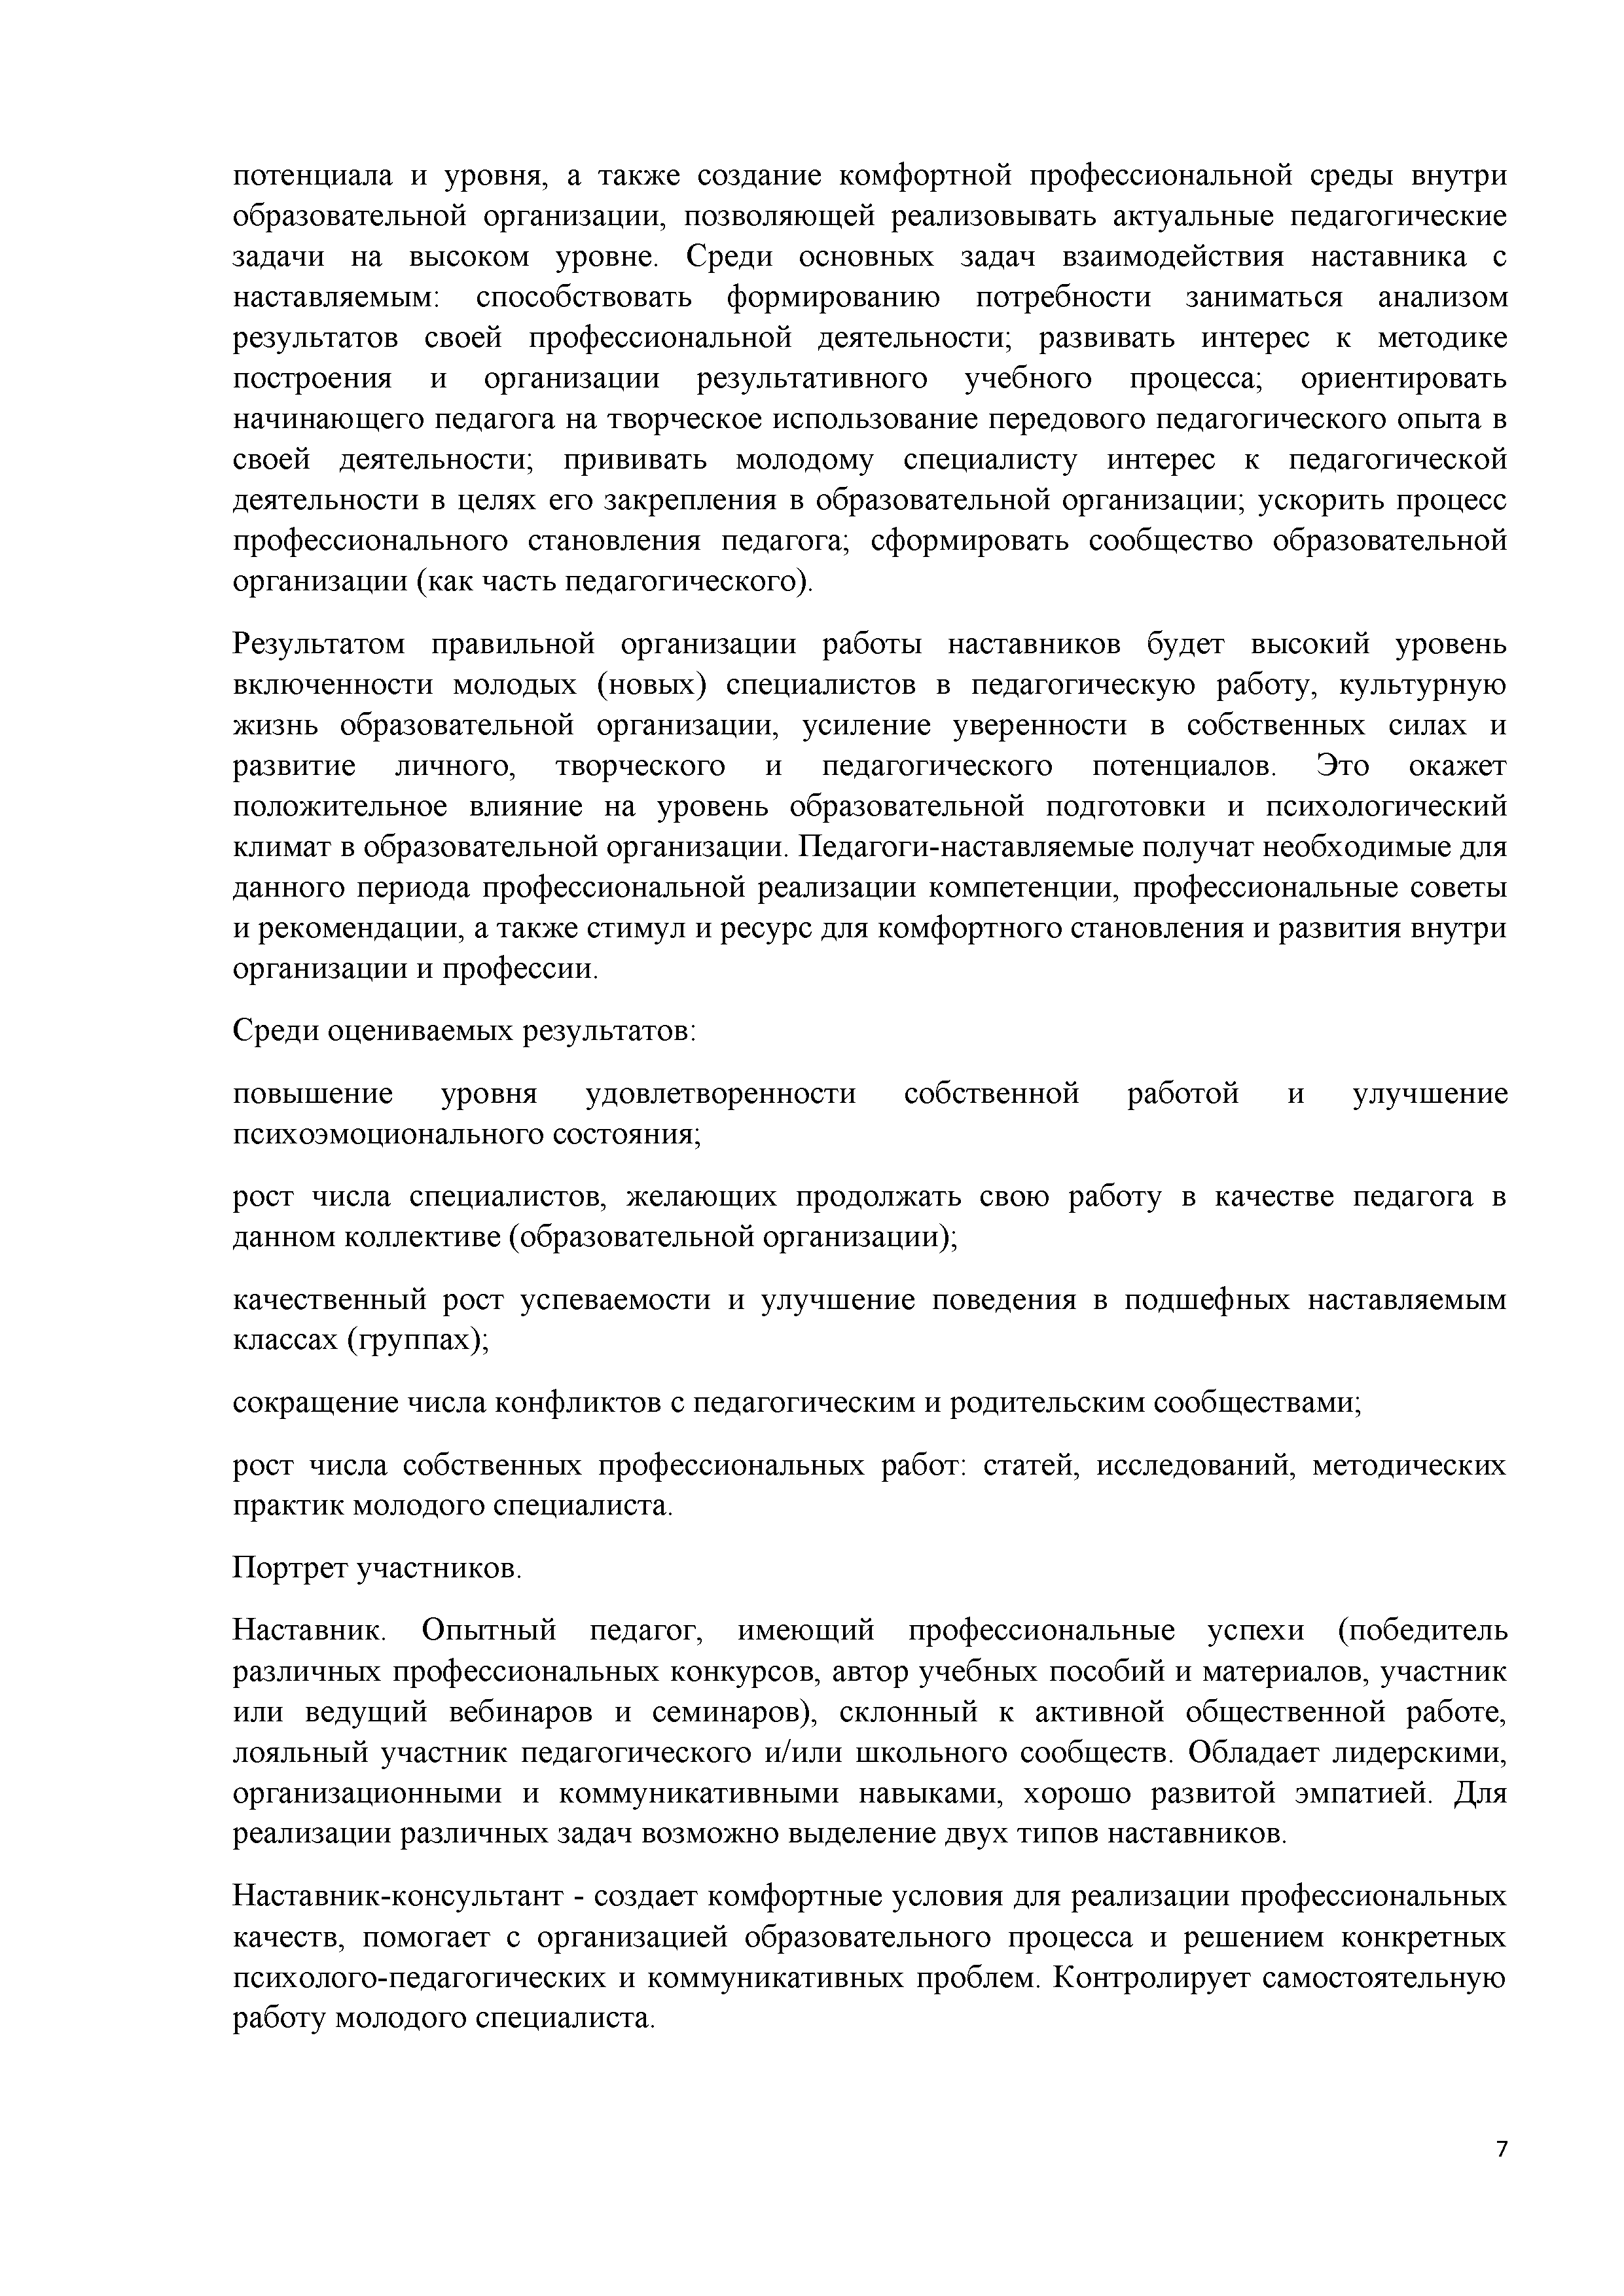 потенциала и уровня, а также создание комфортной профессиональной среды внутри
образовательной организации, позволяющей реализовывать актуальные педагогические
задачи на высоком уровне. Среди основных задач взаимодействия наставника с
наставляемым: способствовать формированию потребности заниматься анализом
результатов своей профессиональной деятельности; развивать интерес к методике
построения и организации результативного учебного процесса; ориентировать
начинающего педагога на творческое использование передового педагогического опыта в
своей деятельности; прививать молодому специалисту интерес к педагогической
деятельности в целях его закрепления в образовательной организации; ускорить процесс
профессионального становления педагога; сформировать сообщество образовательной
организации (как часть педагогического).
Результатом правильной организации работы наставников будет высокий уровень
включенности молодых (новых) специалистов в педагогическую работу, культурную
жизнь образовательной организации, усиление уверенности в собственных силах и
развитие личного, творческого и педагогического потенциалов. Это окажет
положительное влияние на уровень образовательной подготовки и психологический
климат в образовательной организации. Педагоги-наставляемые получат необходимые для
данного периода профессиональной реализации компетенции, профессиональные советы
и рекомендации, а также стимул и ресурс для комфортного становления и развития внутри
организации и профессии.
Среди оцениваемых результатов:
повышение уровня удовлетворенности собственной работой и улучшение
психоэмоционального состояния;
рост числа специалистов, желающих продолжать свою работу в качестве педагога в
данном коллективе (образовательной организации);
качественный рост успеваемости и улучшение поведения в подшефных наставляемым
классах (группах);
сокращение числа конфликтов с педагогическим и родительским сообществами;
рост числа собственных профессиональных работ: статей, исследований, методических
практик молодого специалиста.
Портрет участников.
Наставник. Опытный педагог, имеющий профессиональные успехи (победитель
различных профессиональных конкурсов, автор учебных пособий и материалов, участник
или ведущий вебинаров и семинаров), склонный к активной общественной работе,
лояльный участник педагогического и/или школьного сообществ. Обладает лидерскими,
организационными и коммуникативными навыками, хорошо развитой эмпатией. Для
реализации различных задач возможно выделение двух типов наставников.
Наставник-консультант - создает комфортные условия для реализации профессиональных
качеств, помогает с организацией образовательного процесса и решением конкретных
психолого-педагогических и коммуникативных проблем. Контролирует самостоятельную
работу молодого специалиста.
7